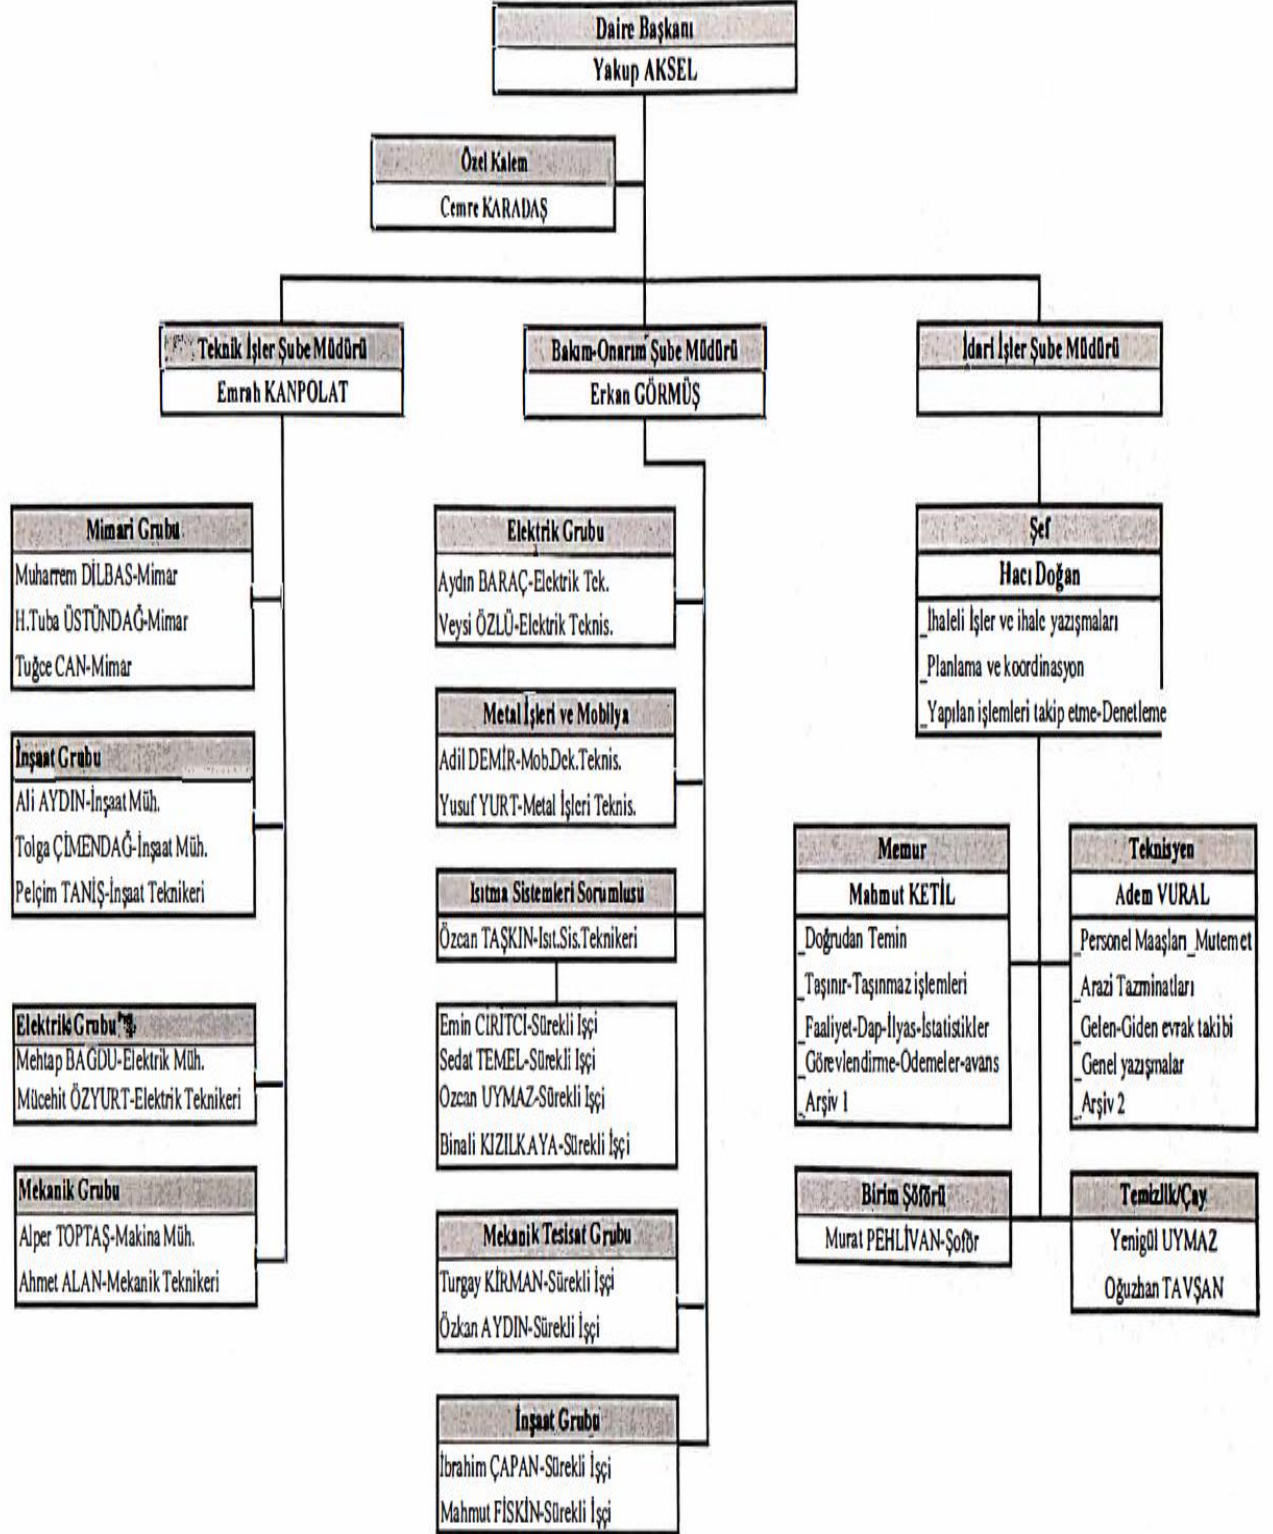 Daire Başkanı
Yakup AKSEL
Özel Kalem
Cemre KARADAŞ
Teknik İşler Şube Müdürü
Emrah KANPOLAT
Mimari Grubu
Muharrem DİLBAS-Mimar
H.Tuba ÜSTÜNDAĞ-Mimar
Tuğce CAN-Mimar
İnşaat Grubu
Ali AYDIN-İnşaat Müh.
Tolga ÇİMENDAĞ-İnşaat Müh.
Pelçim TANİŞ-İnşaat Teknikeri
Elektrik Grubu
Mehtap BAĞDU-Elektrik Müh.
Mücehit ÖZYURT-Elektrik Teknikeri
Mekanik Grubu
Alper TOPTAŞ-Makina Müh.
Ahmet ALAN-Mekanik Teknikeri
Bakım-Onarım Şube Müdürü
Erkan GÖRMÜŞ
Elektrik Grubu
Aydın BARAÇ-Elektrik Tek.
Veysi ÖZLÜ-Elektrik Teknis.
Metal İşleri ve Mobilya
Adil DEMİR-Mob.Dek.Teknis.
Yusuf YURT-Metal İşleri Teknis.
Isıtma Sistemleri Sorumlusu
Özcan TAŞKIN-Isıt.Sis.Teknikeri
Emin CIRITCI-Sürekli İşçi
Sedat TEMEL-Sürekli İşçi
Özcan UYMAZ-Sürekli İşçi
Binali KIZILKAYA-Sürekli İşçi
Mekanik Tesisat Grubu
Turgay KİRMAN-Sürekli İşçi
Özkan AYDIN-Sürekli İşçi
İnşaat Grubu
İbrahim ÇAPAN-Sürekli İşçi
Mahmut FİSKİN-Sürekli İşçi
İdari İşler Şube Müdürü
Şef
Hacı Doğan
_İhaleli İşler ve ihale yazışmaları
_Planlama ve koordinasyon
_Yapılan işlemleri takip etme-Denetleme
Memur
Mahmut KETİL
_Doğrudan Temin
_Taşınır-Taşınmaz işlemleri
_Faaliyet-Dap-İlyas-İstatistikler
_Görevlendirme-Ödemeler-avans
_Arşiv 1
Teknisyen
Adem VURAL
_Personel Maaşları_Mutemet
_Arazi Tazminatları
_Gelen-Giden evrak takibi
_Genel yazışmalar
_Arşiv 2
Birim Şöförü
Murat PEHLİVAN-Şoför
Temizlik/Çay
Yenigül UYMAZ
Oğuzhan TAVŞAN